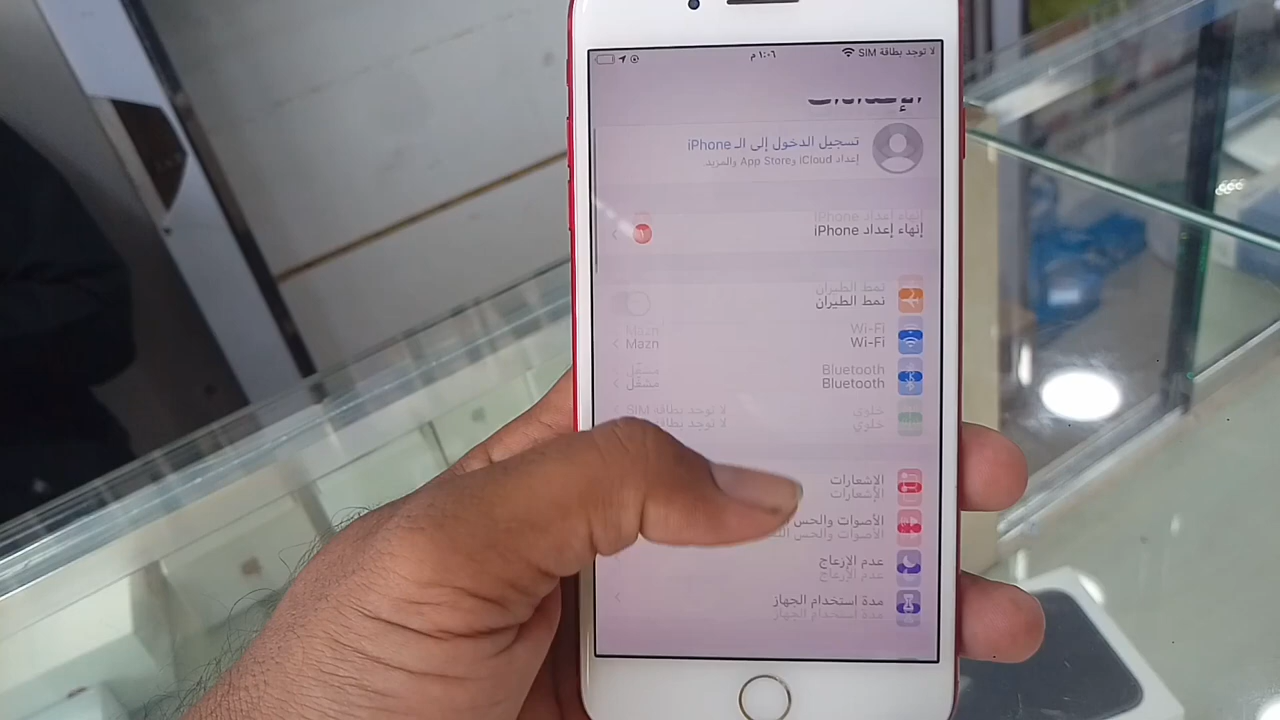 لا توجد بطاقة SIM
١:٠٦ م
تسجيل الدخول إلى الـ iPhone
إعداد iCloud وApp Store والمزيد.
إنهاء إعداد iPhone
١
نمط الطيران
Wi-Fi
Mazn
Bluetooth
مشغّل
خلوي
لا توجد بطاقة SIM
الإشعارات
الأصوات والحس
عدم الإزعاج
مدة استخدام الجهاز